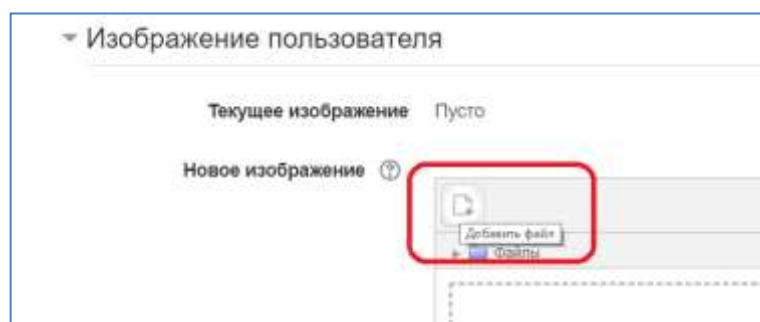 Изображение пользователя
Текущее изображение Пусто
Новое изображение
Добавить файл
Файлы